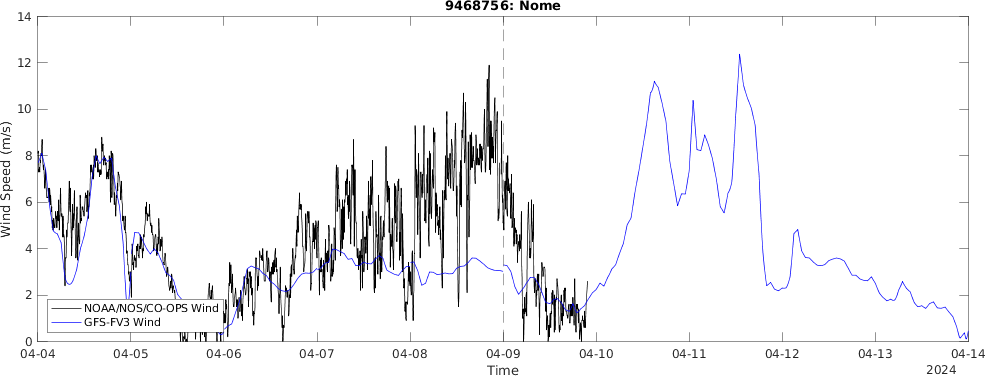 9468756: Nome
14
12
10
8
6
4
2
0
Wind Speed (m/s)
NOAA/NOS/CO-OPS Wind
GFS-FV3 Wind
04-04 04-05 04-06 04-07 04-08 04-09 04-10 04-11 04-12 04-13 04-14
Time
2024